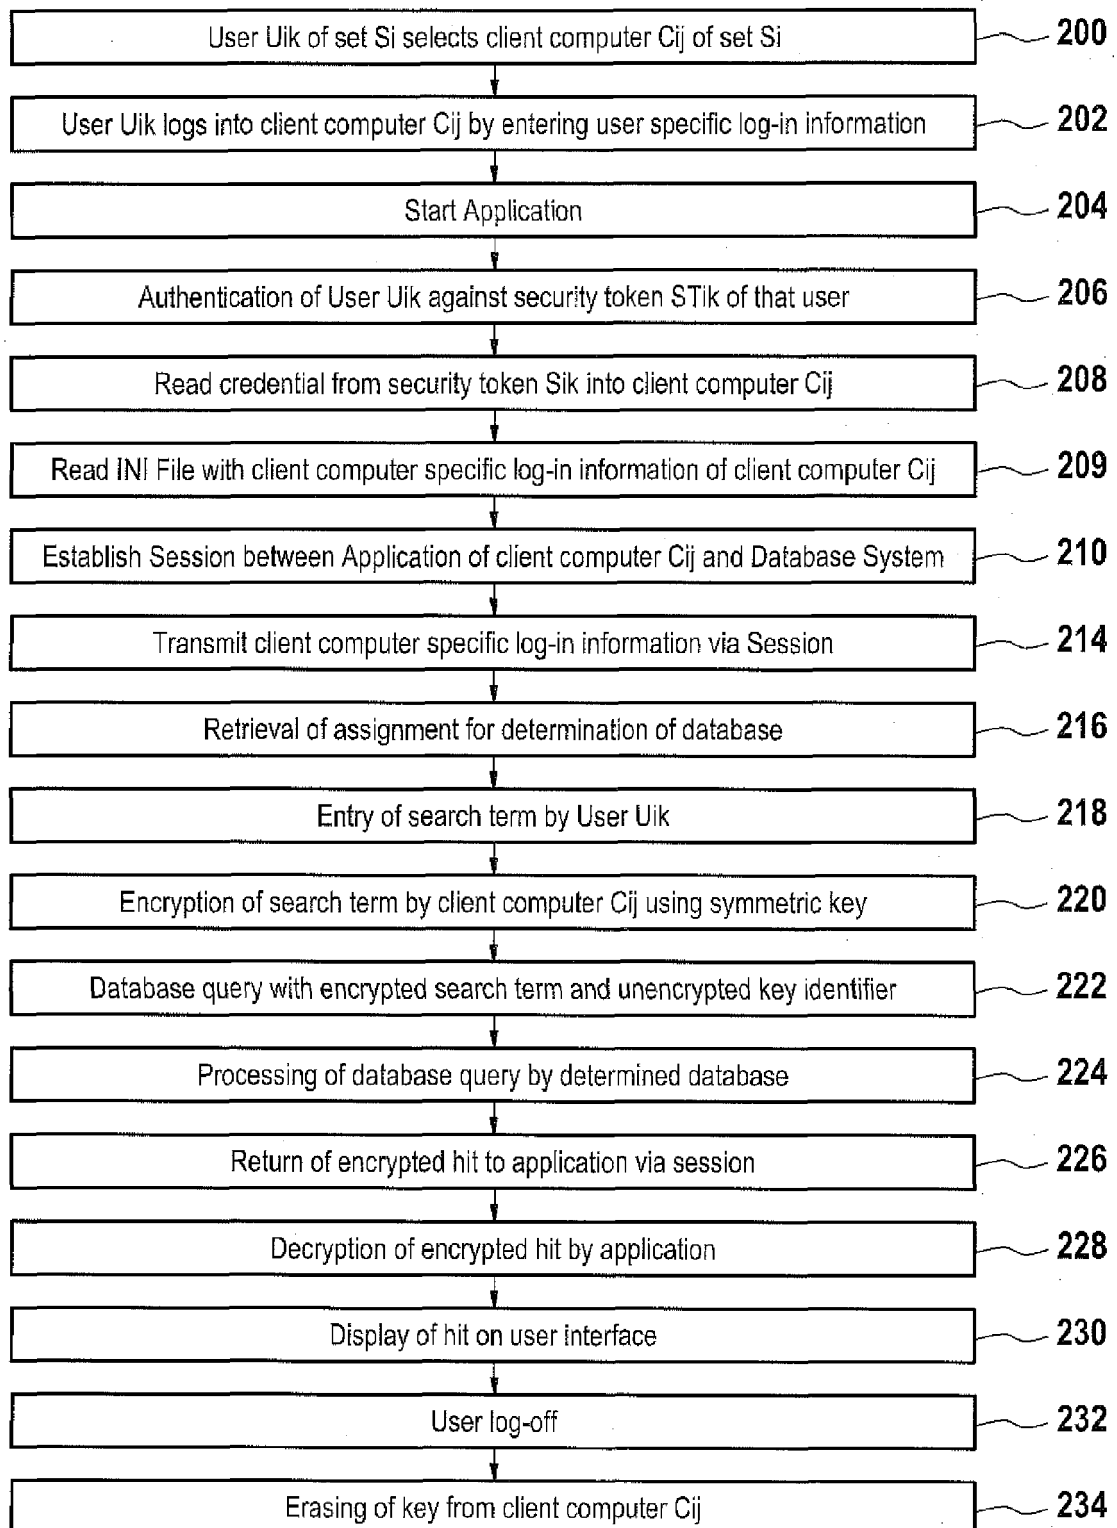 User Uik of set Si selects client computer Cij of set Si 200
User Uik logs into client computer Cij by entering user specific log-in information 202
Start Application 204
Authentication of User Uik against security token STik of that user 206
Read credential from security token Sik into client computer Cij 208
Read INI File with client computer specific log-in information of client computer Cij 209
Establish Session between Application of client computer Cij and Database System 210
Transmit client computer specific log-in information via Session 214
Retrieval of assignment for determination of database 216
Entry of search term by User Uik 218
Encryption of search term by client computer Cij using symmetric key 220
Database query with encrypted search term and unencrypted key identifier 222
Processing of database query by determined database 224
Return of encrypted hit to application via session 226
Decryption of encrypted hit by application 228
Display of hit on user interface 230
User log-off 232
Erasing of key from client computer Cij 234